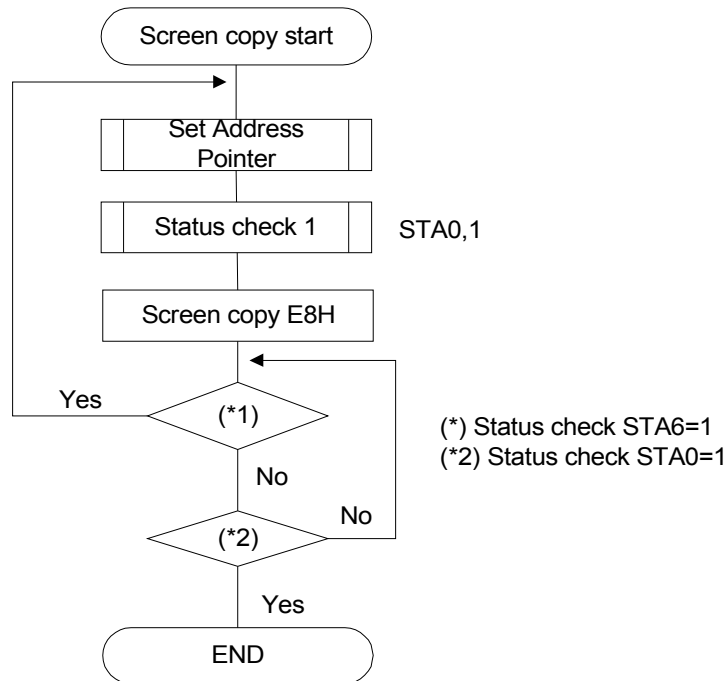 Screen copy start
Set Address
Pointer
Status check 1
STA0,1
Screen copy E8H
Yes
(*1)
(*) Status check STA6=1
(*2) Status check STA0=1
No
No
(*2)
Yes
END